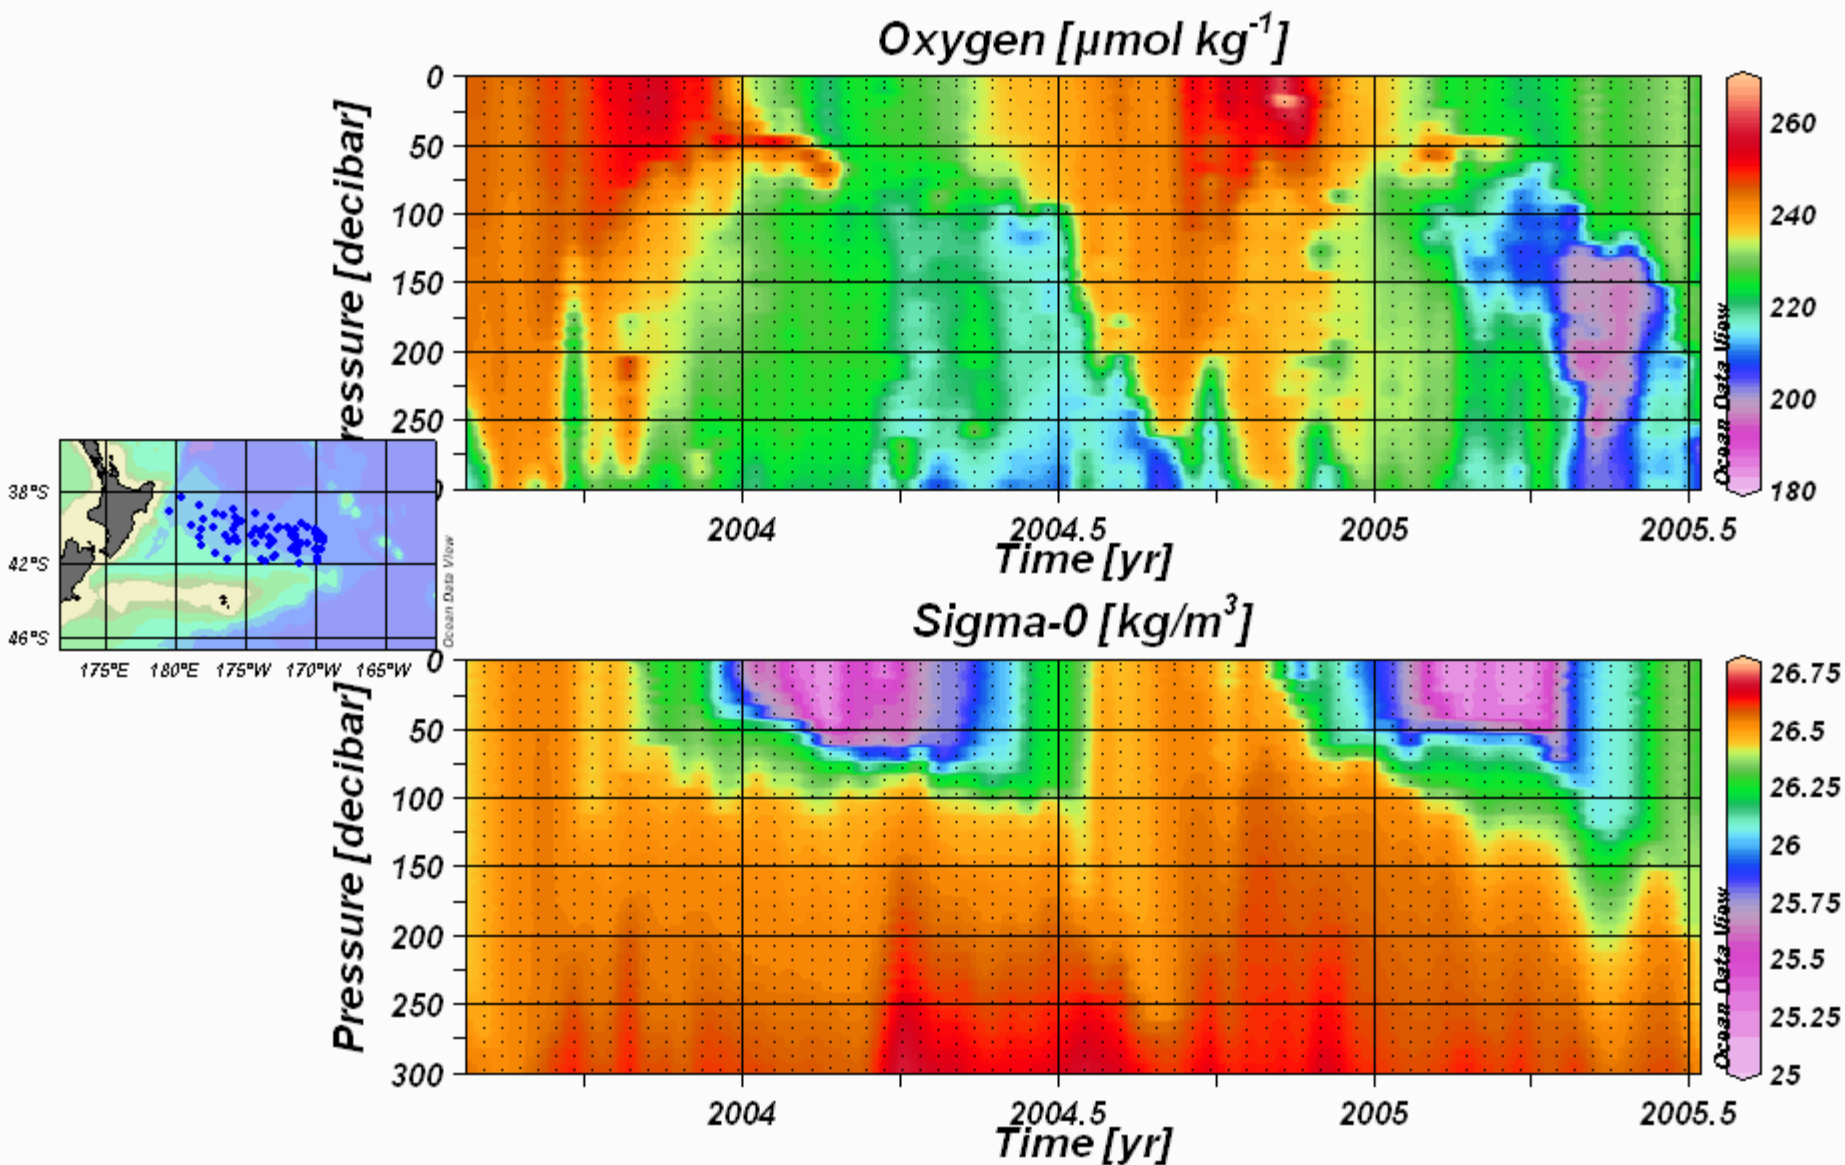 Oxygen [µmol kg-1]
0
50
100
150
200
250
0
ressure [decibar]
260
240
220
200
180
Ocean Data View
2004
2004.5
2005
2005.5
Time [yr]
38°S
42°S
46°S
175°E
180°E
175°W
170°W
165°W
Ocean Data View
Sigma-0 [kg/m3]
0
50
100
150
200
250
300
Pressure [decibar]
26.75
26.5
26.25
26
25.75
25.5
25.25
25
Ocean Data View
2004
2004.5
2005
2005.5
Time [yr]